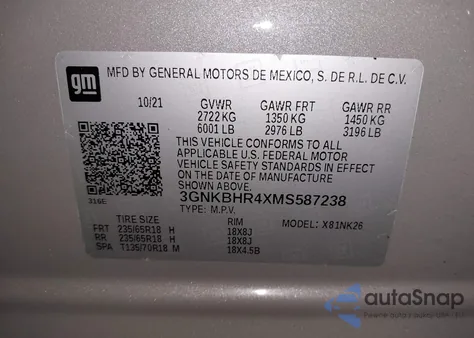 gm
MFD BY GENERAL MOTORS DE MEXICO, S. DE R.L. DE C.V.
10/21 GVWR GAWR FRT GAWR RR
2722 KG 1350 KG 1450 KG
6001 LB 2976 LB 3196 LB
THIS VEHICLE CONFORMS TO ALL
APPLICABLE U.S. FEDERAL MOTOR
VEHICLE SAFETY STANDARDS IN EFFECT
ON THE DATE OF MANUFACTURE
316E 3GNKBHR4XMS587238
TYPE: M.P.V. MODEL: X81NK26
TIRE SIZE RIM
FRT 235/65R18 H 18X8J
RR 235/65R18 H 18X8J
SPA T135/70R18 M 18X4.5B
autoSnap